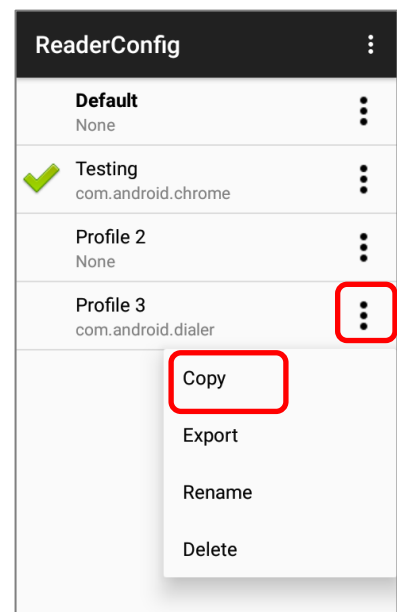 ReaderConfig
Default
None
Testing
com.android.chrome
Profile 2
None
Profile 3
com.android.dialer
Copy
Export
Rename
Delete